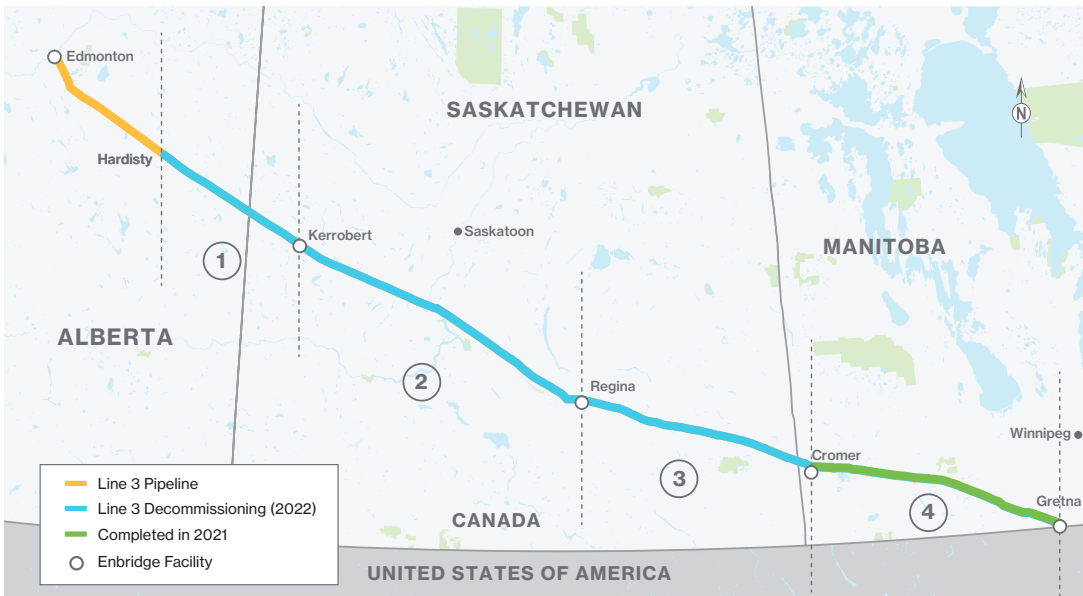 Edmonton
SASKATCHEWAN
N
Hardisty
Kerrobert
Saskatoon
MANITOBA
1
ALBERTA
2
Regina
Winnipeg
Cromer
3
Gretna
4
CANADA
UNITED STATES OF AMERICA
Line 3 Pipeline
Line 3 Decommissioning (2022)
Completed in 2021
Enbridge Facility